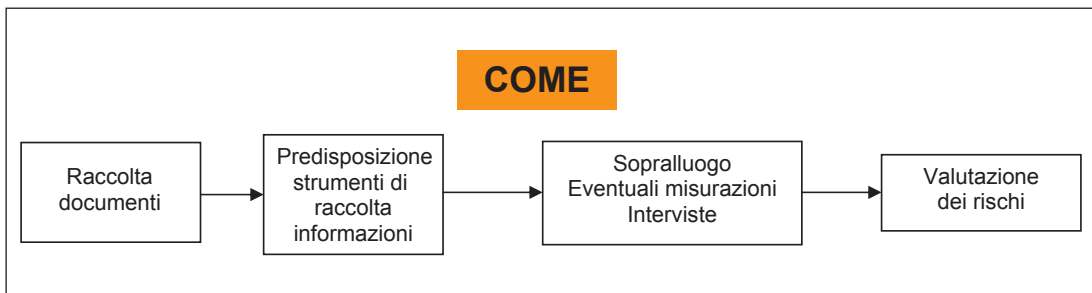 COME
Raccolta
documenti
Predisposizione
strumenti di
raccolta
informazioni
Sopralluogo
Eventuali misurazioni
Interviste
Valutazione
dei rischi